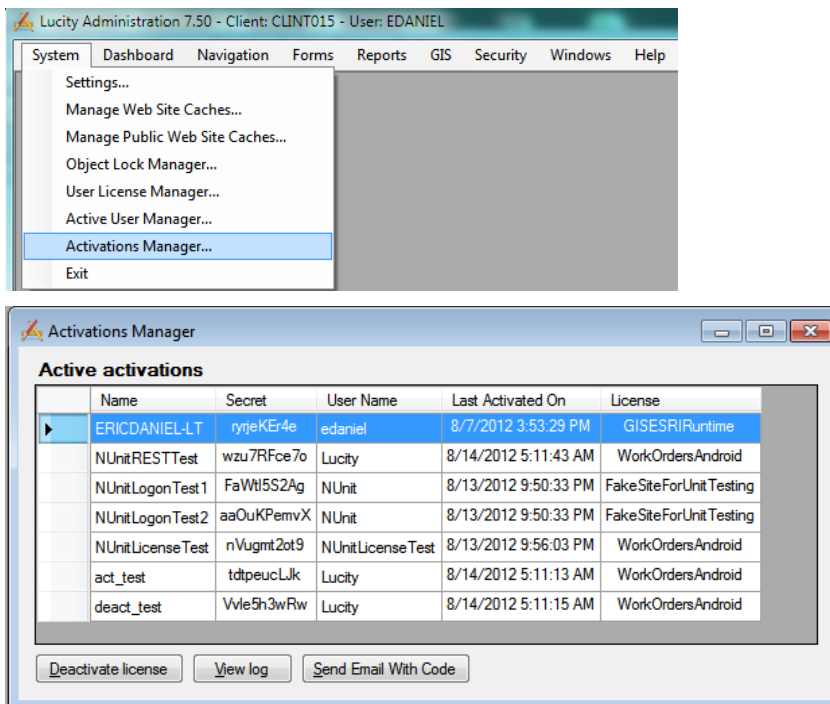 Lucity Administration 7.50 - Client: CLINT015 - User: EDANIEL
System Dashboard Navigation Forms Reports GIS Security Windows Help
Settings...
Manage Web Site Caches...
Manage Public Web Site Caches...
Object Lock Manager...
User License Manager...
Active User Manager...
Activations Manager...
Exit
Activations Manager
Active activations
Name Secret User Name Last Activated On License
ERICDANIEL-LT ryrjeKEr4e edaniel 8/7/2012 3:53:29 PM GISESRIRuntime
NUnitRESTTest wzu7RFce7o Lucity 8/14/2012 5:11:43 AM WorkOrdersAndroid
NUnitLogonTest1 FaWtI5S2Ag NUnit 8/13/2012 9:50:33 PM FakeSiteForUnitTesting
NUnitLogonTest2 aaOuKPemvX NUnit 8/13/2012 9:50:33 PM FakeSiteForUnitTesting
NUnitLicenseTest nVugmt2ot9 NUnitLicenseTest 8/13/2012 9:56:03 PM WorkOrdersAndroid
act_test tdtpeucLJk Lucity 8/14/2012 5:11:13 AM WorkOrdersAndroid
deact_test Vvle5h3wRw Lucity 8/14/2012 5:11:15 AM WorkOrdersAndroid
Deactivate license View log Send Email With Code